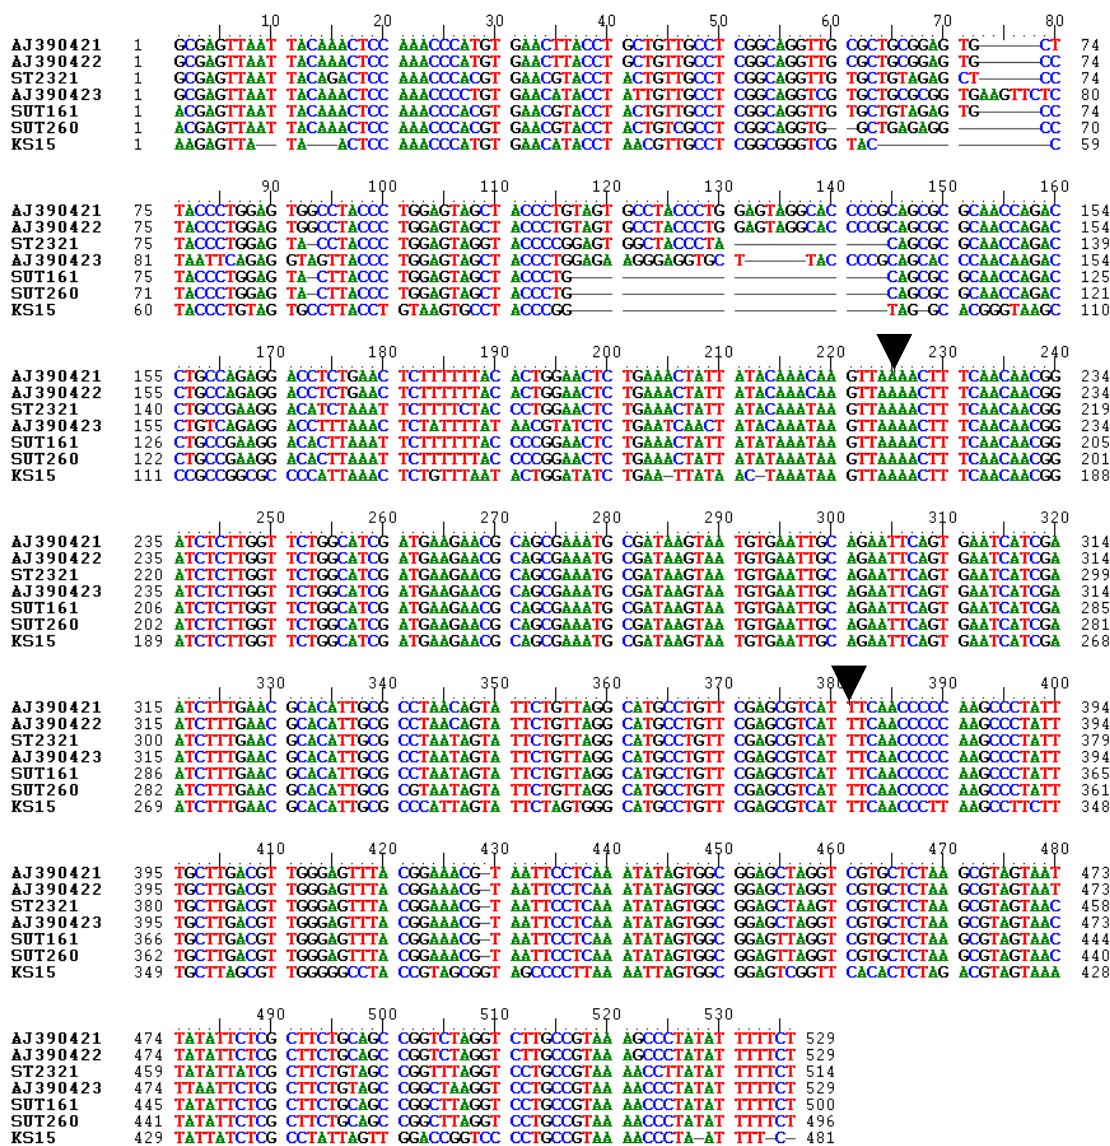 10 20 30 40 50 60 70 80
AJ390421 1 GCGAGTTAAT TACAAACTCC AAACCCATGT GAACTTACCT GCTGTTGCCT CGGCAGGTTG CGCTGCGGAG TG------CT 74
AJ390422 1 GCGAGTTAAT TACAAACTCC AAACCCATGT GAACTTACCT GCTGTTGCCT CGGCAGGTTG CGCTGCGGAG TG------CT 74
ST2321 1 GCGAGTTAAT TACAGACTCC AAACCCACGT GAACGTACCT ACTGTTGCCT CGGCAGGTTG TGCTGTAGAG CT------CC 74
AJ390423 1 GCGAGTTAAT TACAAACTCC AAACCCCTGT GAACATACCT ATTGTTGCCT CGGCAGGTCG TGCTGCGCGG TGAAGTTCTC 80
SUT161 1 ACGAGTTAAT TACAAACTCC AAACCCACGT GAACGTACCT ACTGTTGCCT CGGCAGGTTG TGCTGTAGAG TG------CC 74
SUT260 1 ACGAGTTAAT TACAAACTCC AAACCCACGT GAACGTACCT ACTGTCGCCT CGGCAGGTG- -GCTGAGAGG --------CC 70
KS15 1 AAGAGTTA-- TA---ACTCC AAACCCATGT GAACATACCT AACGTTGCCT CGGCGGGTCG TAC------- ---------C 59
90 100 110 120 130 140 150 160
AJ390421 75 TACCCTGGAG TGGCCTACCC TGGAGTAGCT ACCCTGTAGT GCCTACCCTG GAGTAGGCAC CCCGCAGCGC GCAACCAGAC 154
AJ390422 75 TACCCTGGAG TGGCCTACCC TGGAGTAGCT ACCCTGTAGT GCCTACCCTG GAGTAGGCAC CCCGCAGCGC GCAACCAGAC 154
ST2321 75 TACCCTGGAG TA-CCTACCC TGGAGTAGGT ACCCCGGAGT GGCTACCCTA ---------- ----CAGCGC GCAACCAGAC 139
AJ390423 81 TAATTCAGAG GTAGTTACCC TGGAGTAGCT ACCCTGGAGA AGGGAGGTGC T-----TACC CCCGCAGCAC CCAACAAGAC 154
SUT161 75 TACCCTGGAG TA-CTTACCC TGGAGTAGCT ACCCTG---- ---------- ---------- ----CAGCGC GCAACCAGAC 125
SUT260 71 TACCCTGGAG TA-CTTACCC TGGAGTAGCT ACCCTG---- ---------- ---------- ----CAGCGC GCAACCAGAC 121
KS15 60 TACCCTGTAG TGCCTTACCT GTAAGTGCCT ACCCGG---- ---------- ---------- ----TAG-GC ACGGGTAAGC 110
170 180 190 200 210 220 230 240
AJ390421 155 CTGCCAGAGG ACCTCTGAAC TCTTTTTTAC ACTGGAACTC TGAAACTATT ATACAAACAA GTTAAAACTT TCAACAACGG 234
AJ390422 155 CTGCCAGAGG ACCTCTGAAC TCTTTTTTAC ACTGGAACTC TGAAACTATT ATACAAACAA GTTAAAACTT TCAACAACGG 234
ST2321 140 CTGCCGAAGG ACATCTAAAT TCTTTTCTAC CCCTGGAACTC TGAAACTATT ATACAAATAA GTTAAAACTT TCAACAACGG 219
AJ390423 155 CTGTCAGAGG ACCTTTAAAC TCTATTTTAT AACGTATCTC TGAATCAACT ATACAAATAA GTTAAAACTT TCAACAACGG 234
SUT161 126 CTGCCGAAGG ACACTTAAAT TCTTTTTTAC CCCGGAACTC TGAAACTATT ATATAAATAA GTTAAAACTT TCAACAACGG 205
SUT260 122 CTGCCGAAGG ACACTTAAAT TCTTTTTTAC CCCGGAACTC TGAAACTATT ATATAAATAA GTTAAAACTT TCAACAACGG 201
KS15 111 CCGCCGGCGC CCCATTAAAC TCTGTTTAAT ACTGGATATC TGAA-TTATA AC-TAAATAA GTTAAAACTT TCAACAACGG 188
250 260 270 280 290 300 310 320
AJ390421 235 ATCTCTTGGT TCTGGCATCG ATGAAGAACG CAGCGAAATG CGATAAGTAA TGTGAATTGC AGAATTCAGT GAATCATCGA 314
AJ390422 235 ATCTCTTGGT TCTGGCATCG ATGAAGAACG CAGCGAAATG CGATAAGTAA TGTGAATTGC AGAATTCAGT GAATCATCGA 314
ST2321 220 ATCTCTTGGT TCTGGCATCG ATGAAGAACG CAGCGAAATG CGATAAGTAA TGTGAATTGC AGAATTCAGT GAATCATCGA 299
AJ390423 235 ATCTCTTGGT TCTGGCATCG ATGAAGAACG CAGCGAAATG CGATAAGTAA TGTGAATTGC AGAATTCAGT GAATCATCGA 314
SUT161 206 ATCTCTTGGT TCTGGCATCG ATGAAGAACG CAGCGAAATG CGATAAGTAA TGTGAATTGC AGAATTCAGT GAATCATCGA 285
SUT260 202 ATCTCTTGGT TCTGGCATCG ATGAAGAACG CAGCGAAATG CGATAAGTAA TGTGAATTGC AGAATTCAGT GAATCATCGA 281
KS15 189 ATCTCTTGGT TCTGGCATCG ATGAAGAACG CAGCGAAATG CGATAAGTAA TGTGAATTGC AGAATTCAGT GAATCATCGA 268
330 340 350 360 370 390 400
AJ390421 315 ATCTTTGAAC GCACATTGCG CCTAACAGTA TTCTGTTAGG CATGCCTGTT CGAGCGTCAT TTCAACCCCC AAGCCCTATT 394
AJ390422 315 ATCTTTGAAC GCACATTGCG CCTAACAGTA TTCTGTTAGG CATGCCTGTT CGAGCGTCAT TTCAACCCCC AAGCCCTATT 394
ST2321 300 ATCTTTGAAC GCACATTGCG CCTAATAGTA TTCTGTTAGG CATGCCTGTT CGAGCGTCAT TTCAACCCCC AAGCCCTATT 379
AJ390423 315 ATCTTTGAAC GCACATTGCG CCTAATAGTA TTCTGTTAGG CATGCCTGTT CGAGCGTCAT TTCAACCCCC AAGCCCTATT 394
SUT161 286 ATCTTTGAAC GCACATTGCG CCTAATAGTA TTCTGTTAGG CATGCCTGTT CGAGCGTCAT TTCAACCCCC AAGCCCTATT 365
SUT260 282 ATCTTTGAAC GCACATTGCG CCGTAATAGTA TTCTGTTAGG CATGCCTGTT CGAGCGTCAT TTCAACCCCC AAGCCCTATT 361
KS15 269 ATCTTTGAAC GCACATTGCG CCCATTAGTA TTCTAGTGGG CATGCCTGTT CGAGCGTCAT TTCAACCCTT AAGCCTTCTT 348
410 420 430 440 450 460 470 480
AJ390421 395 TGCTTGACGT TGGGAGTTTA CGGAAACG-T AATTCCTCAA ATATAGTGGC GGAGCTAGGT CGTGCTCTAA GCGTAGTAAT 473
AJ390422 395 TGCTTGACGT TGGGAGTTTA CGGAAACG-T AATTCCTCAA ATATAGTGGC GGAGCTAGGT CGTGCTCTAA GCGTAGTAAT 473
ST2321 380 TGCTTGACGT TGGGAGTTTA CGGAAACG-T AATTCCTCAA ATATAGTGGC GGAGCTAAGT CGTGCTCTAA GCGTAGTAAC 458
AJ390423 395 TGCTTGACGT TGGGAGTTTA CGGAAACG-T AATTCCTCAA ATATAGTGGC GGAGCTAGGT CGTGCTCTAA GCGTAGTAAC 473
SUT161 366 TGCTTGACGT TGGGAGTTTA CGGAAACG-T AATTCCTCAA ATATAGTGGC GGAGTTAGGT CGTGCTCTAA GCGTAGTAAC 444
SUT260 362 TGCTTGACGT TGGGAGTTTA CGGAAACG-T AATTCCTCAA ATATAGTGGC GGAGTTAGGT CGTGCTCTAA GCGTAGTAAC 440
KS15 349 TGCTTAGCGT TGGGGGCCTA CCGTAGCGGT AGCCCCTTAA AATTAGTGGC GGAGTCGGTT CACACTCTAG ACGTAGTAAA 428
490 500 510 520 530
AJ390421 474 TATATTCTCG CTTCTGCAGC CGGTCTAGGT CTTGCCGTAA AGCCCTATAT TTTTCT 529
AJ390422 474 TATATTCTCG CTTCTGCAGC CGGTCTAGGT CTTGCCGTAA AGCCCTATAT TTTTCT 529
ST2321 459 TATATTATCG CTTCTGTAGC CGGTTTAGGT CCTGCCGTAA AACCTTATAT TTTTCT 514
AJ390423 474 TTAATTCTCG CTTCTGTAGC CGGCTAAGGT CCTGCCGTAA AACCCTATAT TTTTCT 529
SUT161 445 TATATTCTCG CTTCTGCAGC CGGCTTAGGT CCTGCCGTAA AACCCTATAT TTTTCT 500
SUT260 441 TATATTCTCG CTTCTGCAGC CGGCTTAGGT CCTGCCGTAA AACCCTATAT TTTTCT 496
KS15 429 TATTATCTCG CCTATTAGTT GGACCGGTCC CCTGCCGTAA AACCCTA-AT TTT-C- 481